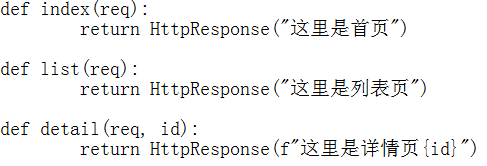 def index(req):
        return HttpResponse("这里是首页")

def list(req):
        return HttpResponse("这里是列表页")

def detail(req, id):
        return HttpResponse(f"这里是详情页{id}")